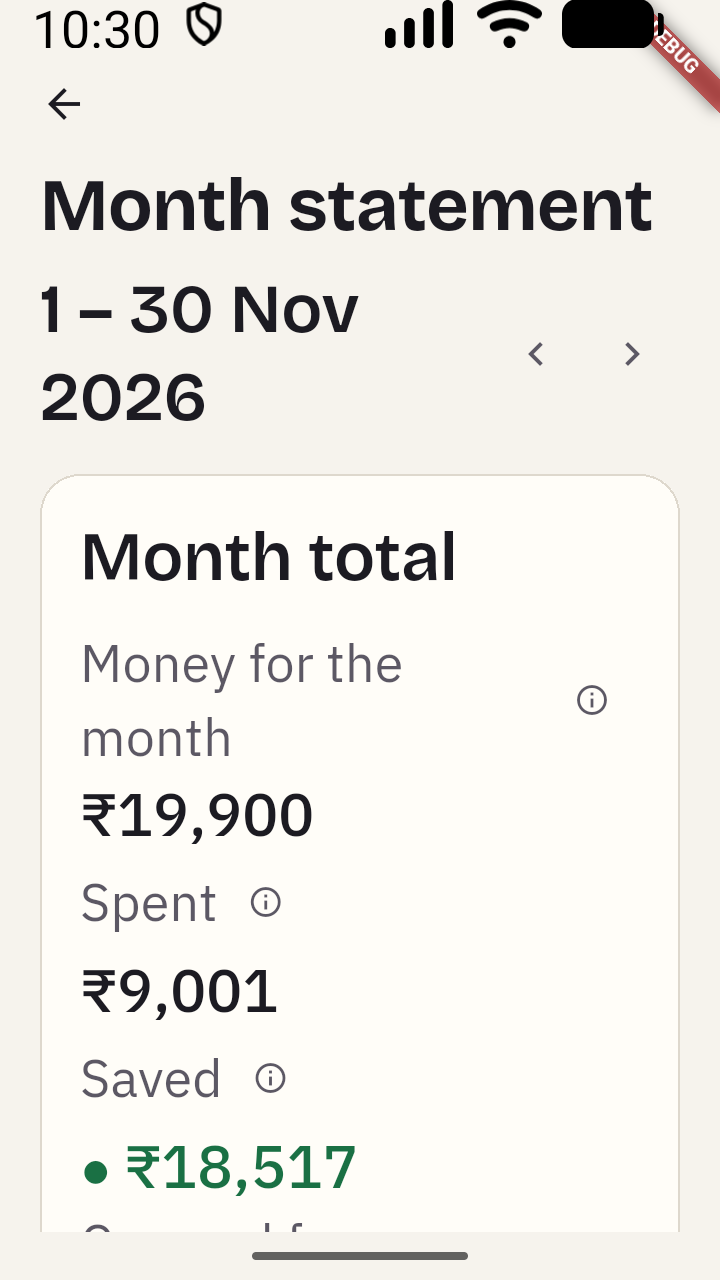 10:30
DEBUG
Month statement
1 – 30 Nov
2026
Month total
Money for the
month
₹19,900
Spent
₹9,001
Saved
₹18,517